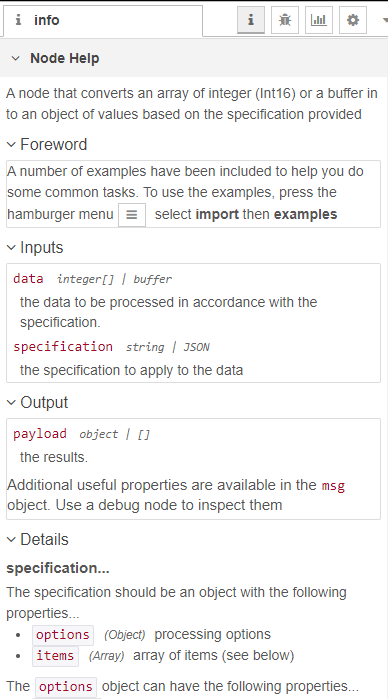 i info
Node Help
A node that converts an array of integer (Int16) or a buffer in
to an object of values based on the specification provided
Foreword
A number of examples have been included to help you do
some common tasks. To use the examples, press the
hamburger menu ☰ select import then examples
Inputs
data integer[] | buffer
the data to be processed in accordance with the
specification.
specification string | JSON
the specification to apply to the data
Output
payload object | []
the results.
Additional useful properties are available in the msg
object. Use a debug node to inspect them
Details
specification...
The specification should be an object with the following
properties...
• options (Object) processing options
• items (Array) array of items (see below)
The options object can have the following properties...